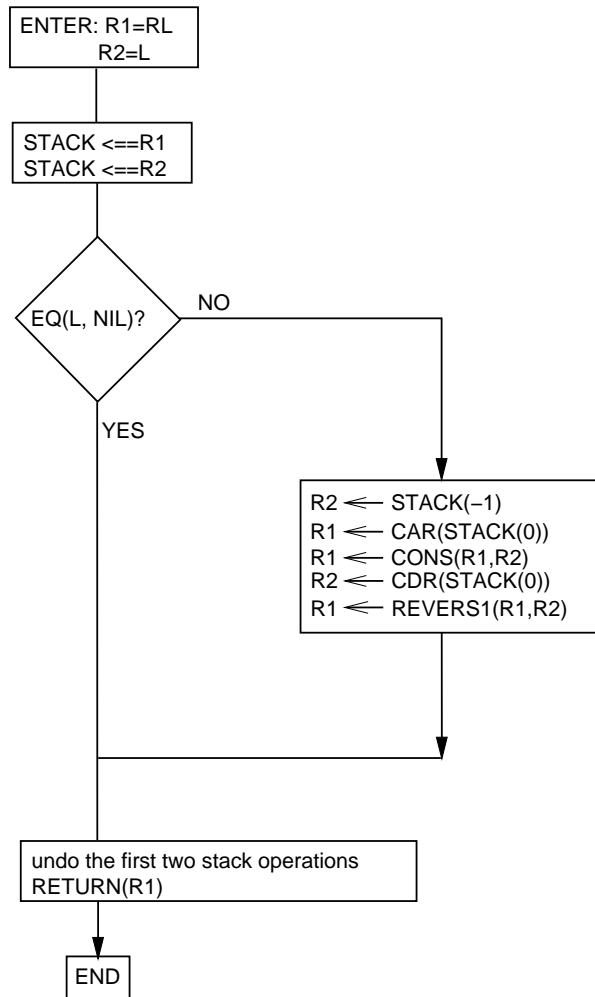 ENTER: R1=RL
R2=L
STACK <==R1
STACK <==R2
EQ(L, NIL)?
NO
YES
R2 ← STACK(−1)
R1 ← CAR(STACK(0))
R1 ← CONS(R1,R2)
R2 ← CDR(STACK(0))
R1 ← REVERS1(R1,R2)
undo the first two stack operations
RETURN(R1)
END